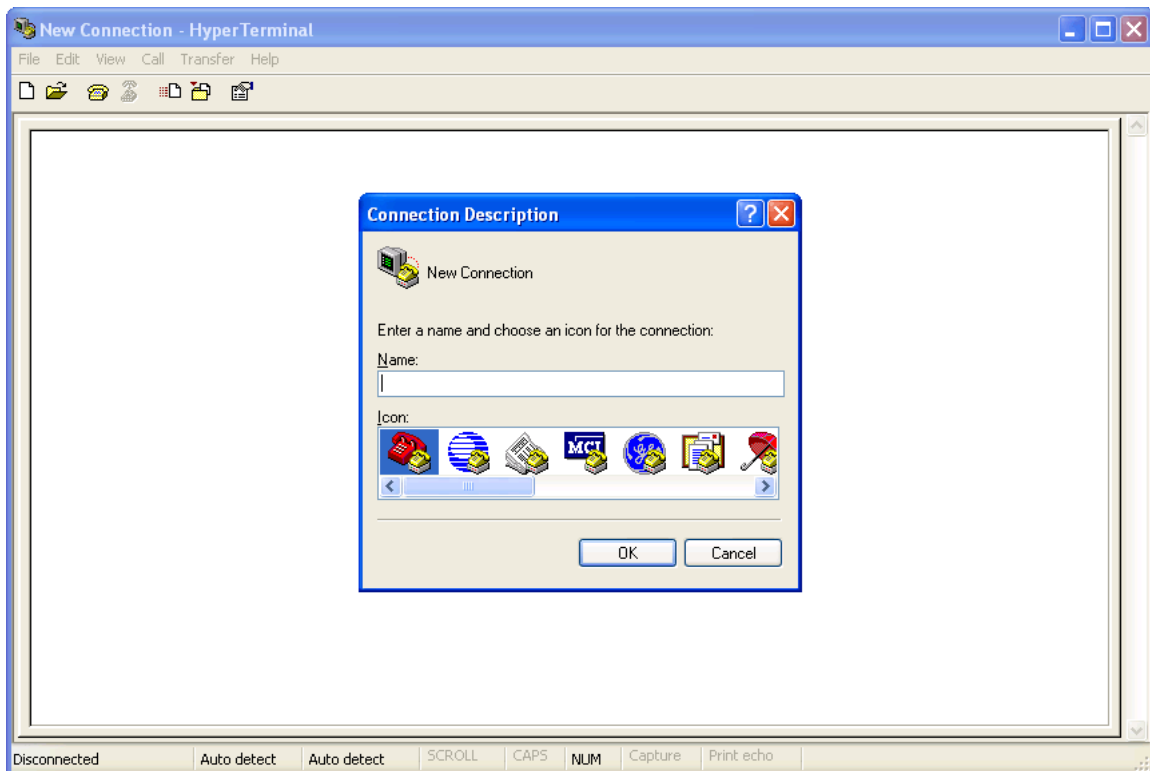 New Connection - HyperTerminal
File Edit View Call Transfer Help
Connection Description
New Connection
Enter a name and choose an icon for the connection:
Name:
Icon:
MCI
OK Cancel
Disconnected Auto detect Auto detect SCROLL CAPS NUM Capture Print echo